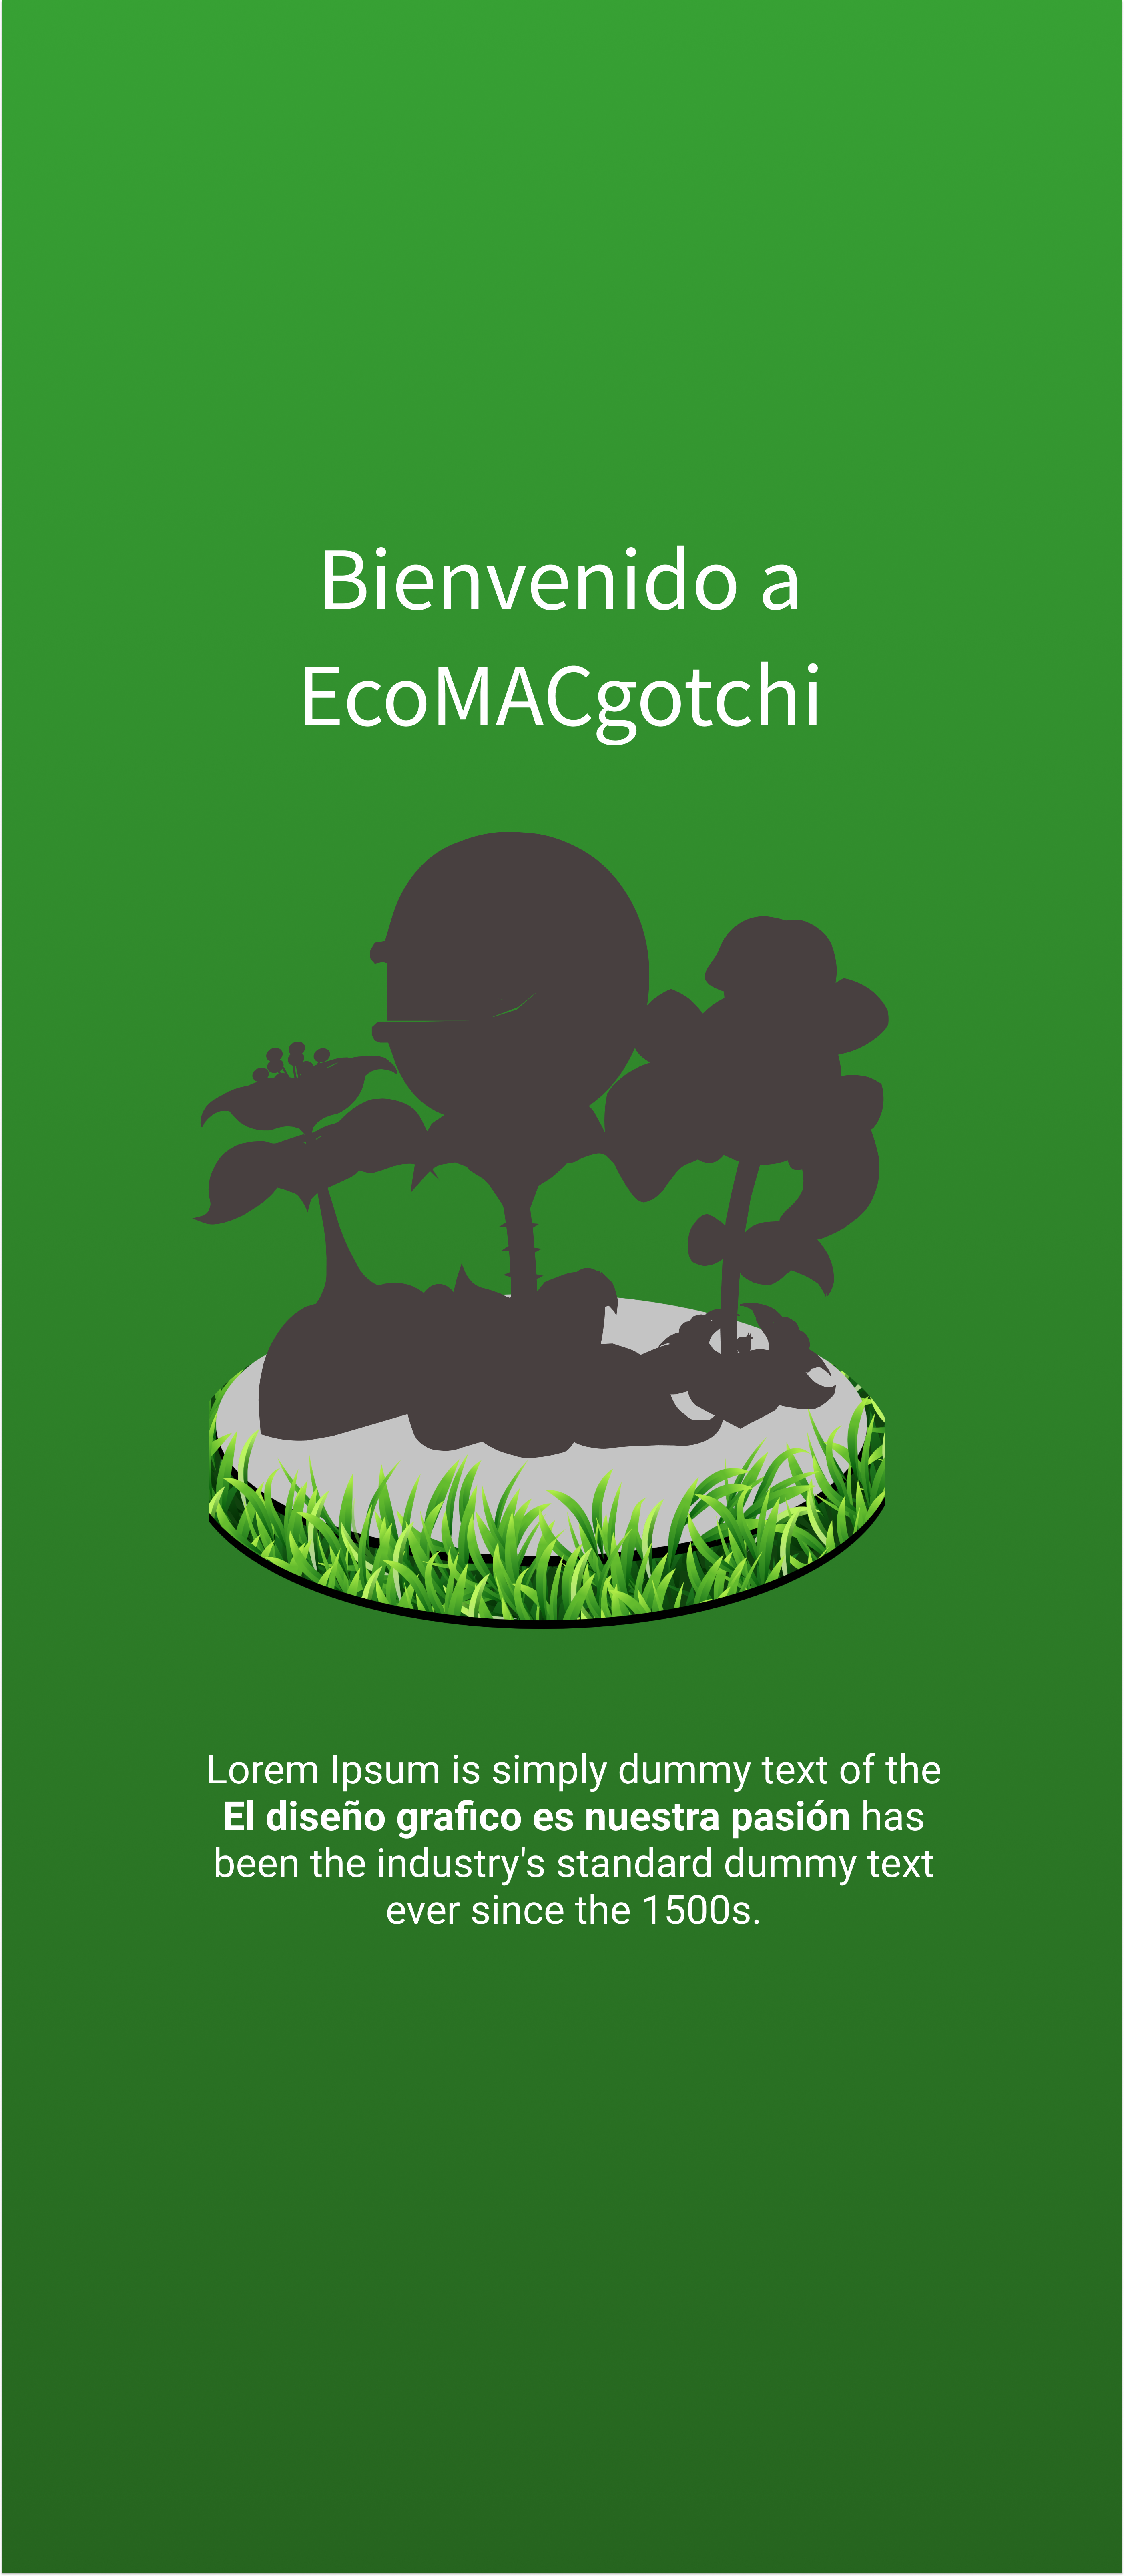 Bienvenido a
EcoMACgotchi
Lorem Ipsum is simply dummy text of the
El diseño grafico es nuestra pasión has
been the industry's standard dummy text
ever since the 1500s.